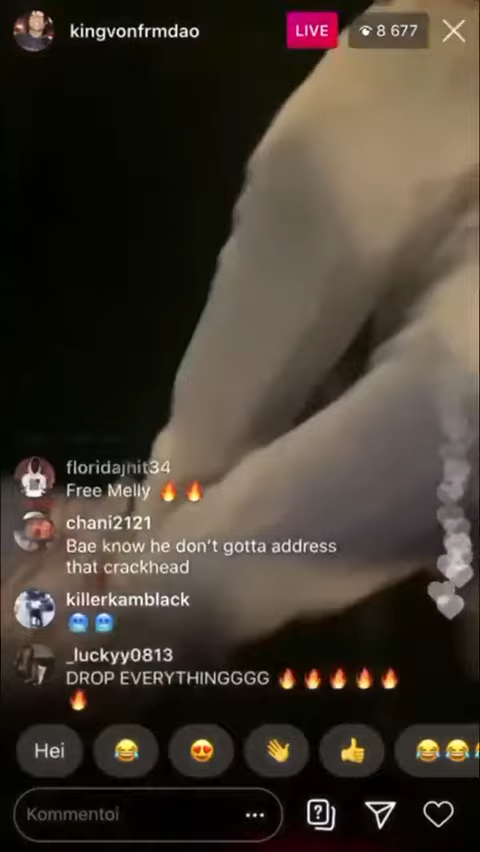 kingvonfrmdao
LIVE
8 677
floridajnit34
Free Melly 🔥 🔥
chani2121
Bae know he don't gotta address
that crackhead
killerkamblack
🥶 🥶
_luckyy0813
DROP EVERYTHINGGGG 🔥 🔥 🔥 🔥 🔥
🔥
Hei
Kommentoi